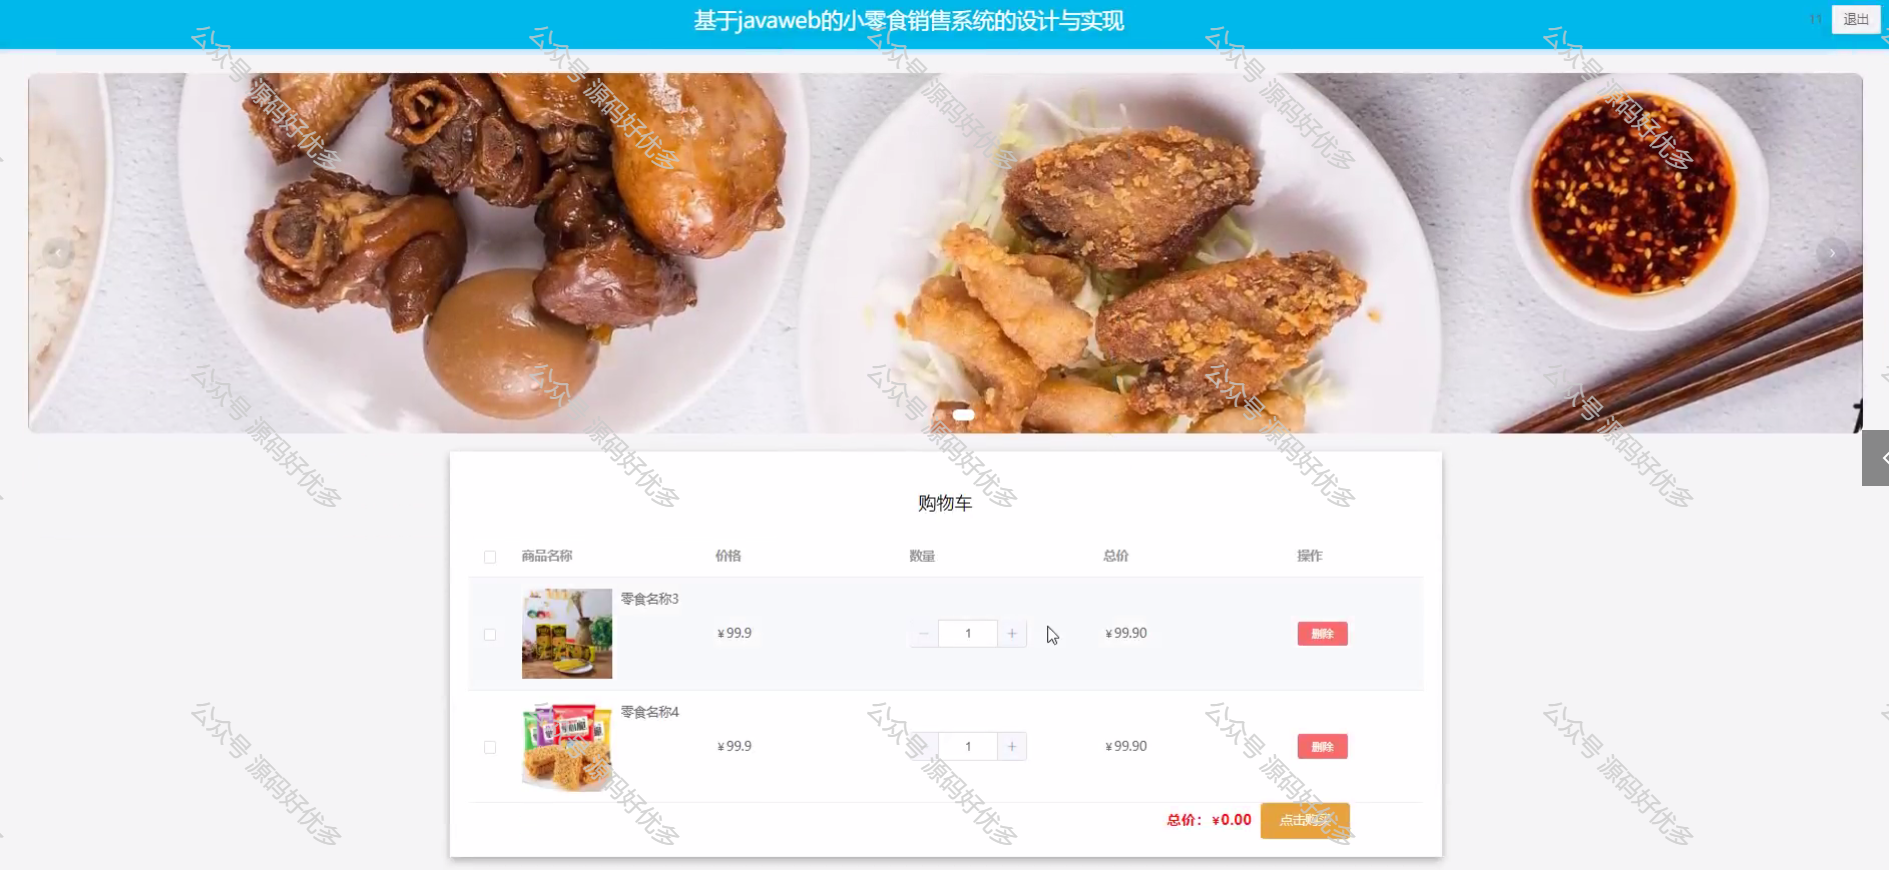 基于javaweb的小零食销售系统的设计与实现
11 退出
购物车
商品名称 价格 数量 总价 操作
零食名称3
¥99.9 − 1 + ¥99.90 删除
零食名称4
¥99.9 − 1 + ¥99.90 删除
总价：¥0.00 点击购买
公众号 源码好优多